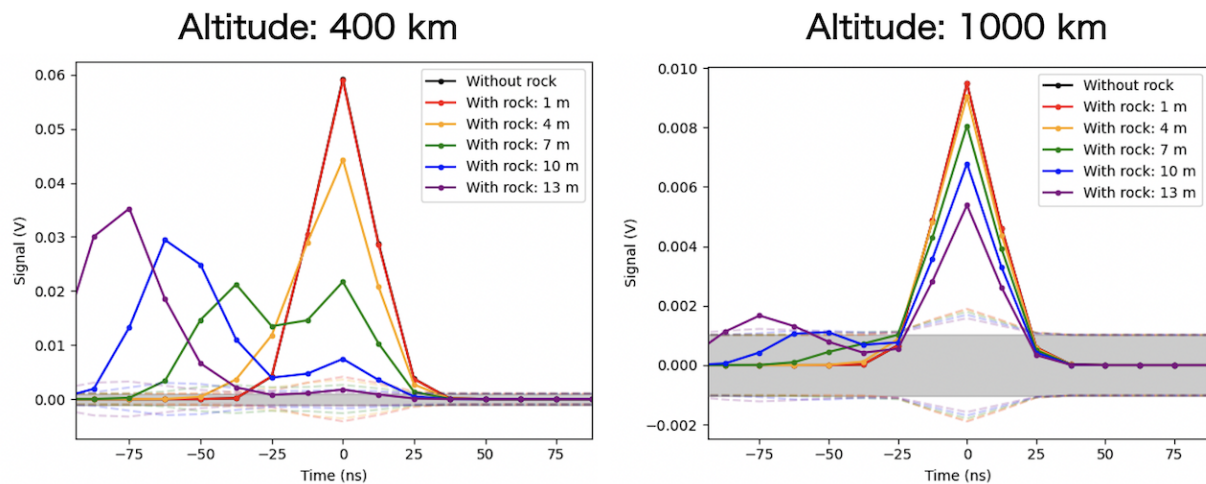 Altitude: 400 km
Altitude: 1000 km
Signal (V)
0.06
0.05
0.04
0.03
0.02
0.01
0.00
Without rock
With rock: 1 m
With rock: 4 m
With rock: 7 m
With rock: 10 m
With rock: 13 m
−75
−50
−25
0
25
50
75
Time (ns)
Signal (V)
0.010
0.008
0.006
0.004
0.002
0.000
−0.002
Without rock
With rock: 1 m
With rock: 4 m
With rock: 7 m
With rock: 10 m
With rock: 13 m
−75
−50
−25
0
25
50
75
Time (ns)